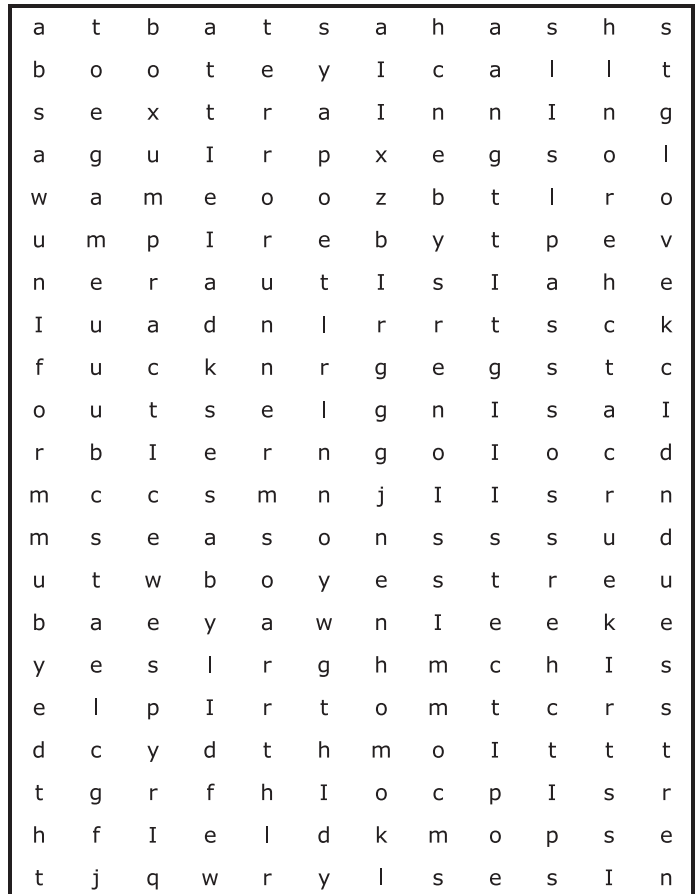 a t b a t s a h a s h s
b o o t e y I c a l l t
s e x t r a I n n I n g
a g u I r p x e g s o l
w a m e o o z b t l r o
u m p I r e b y t p e v
n e r a u t I s I a h e
I u a d n l r r t s c k
f u c k n r g e g s t c
o u t s e l g n I s a I
r b I e r n g o I o c d
m c c s m n j I I s r n
m s e a s o n s s s u d
u t w b o y e s t r e u
b a e y a w n I e e k e
y e s l r g h m c h I s
e l p I r t o m t c r s
d c y d t h m o I t t t
t g r f h I o c p I s r
h f I e l d k m o p s e
t j q w r y l s e s I n